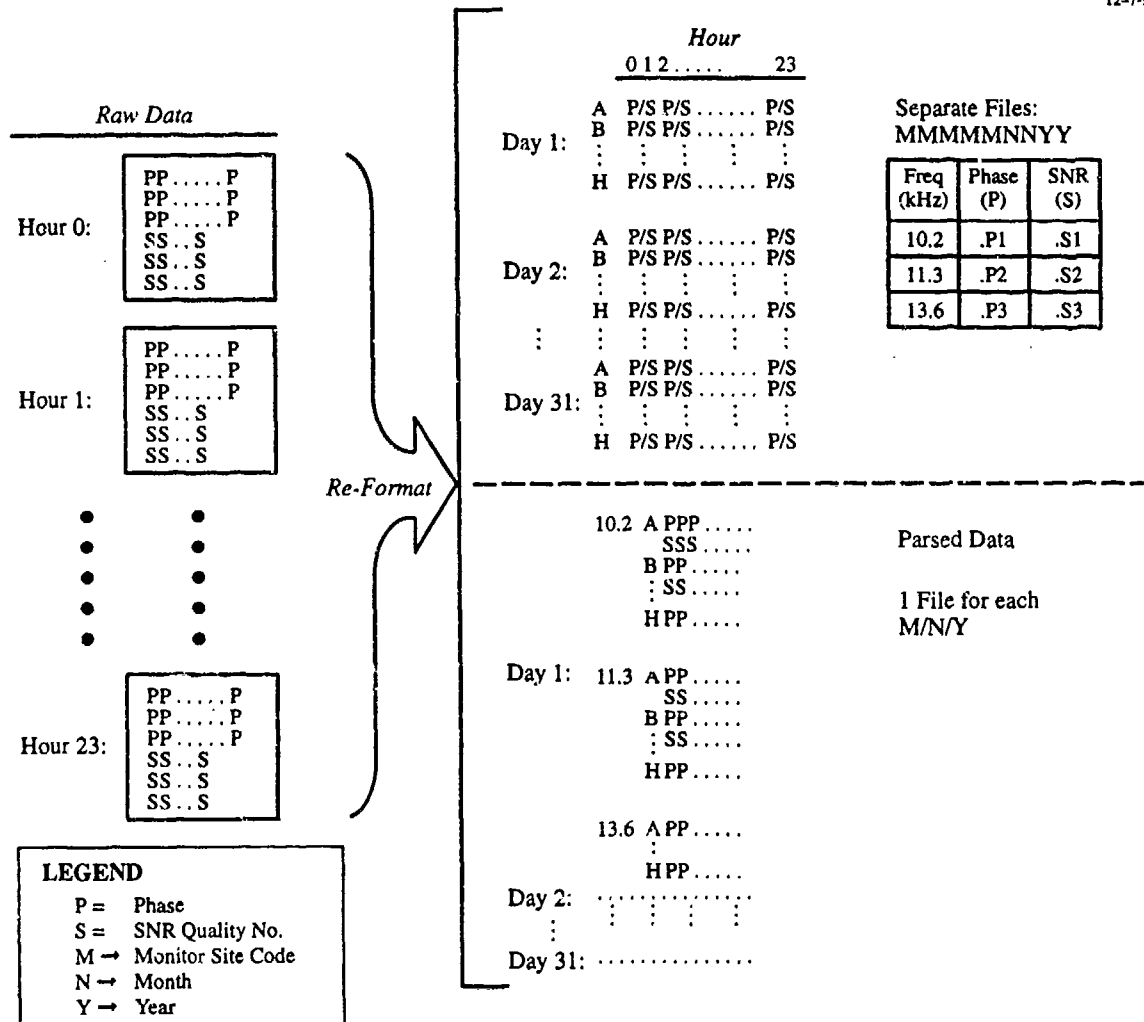 Raw Data
Hour 0:
PP.....P
PP.....P
PP.....P
SS..S
SS..S
SS..S
Hour 1:
PP.....P
PP.....P
PP.....P
SS..S
SS..S
SS..S
Hour 23:
PP.....P
PP.....P
PP.....P
SS..S
SS..S
SS..S
LEGEND
P = Phase
S = SNR Quality No.
M → Monitor Site Code
N → Month
Y → Year
Re-Format
Hour
0 1 2 ..... 23
Day 1:
A P/S P/S ...... P/S
B P/S P/S ...... P/S
H P/S P/S ...... P/S
Day 2:
A P/S P/S ...... P/S
B P/S P/S ...... P/S
H P/S P/S ...... P/S
Day 31:
A P/S P/S ...... P/S
B P/S P/S ...... P/S
H P/S P/S ...... P/S
Separate Files:
MMMMMNNYY
Freq (kHz) Phase (P) SNR (S)
10.2 .P1 .S1
11.3 .P2 .S2
13.6 .P3 .S3
Day 1:
10.2 A PPP.....
SSS.....
B PP.....
SS.....
H PP.....
11.3 A PP.....
SS.....
B PP.....
SS.....
H PP.....
13.6 A PP.....
H PP.....
Day 2: ..............
Day 31: ..............
Parsed Data
1 File for each
M/N/Y